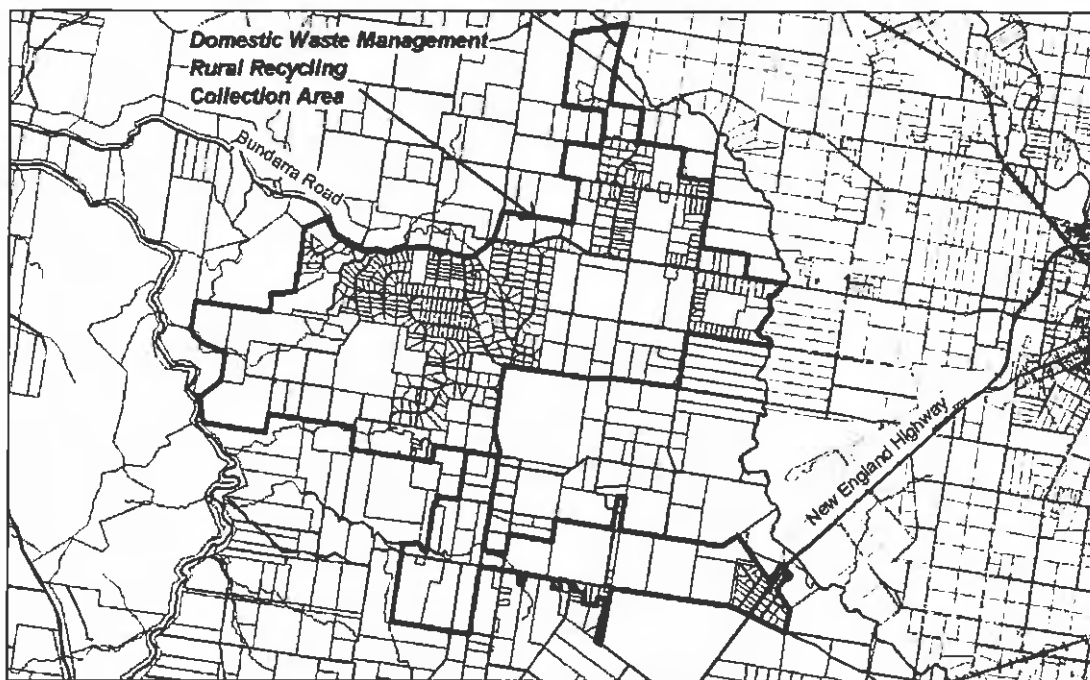 Domestic Waste Management
Rural Recycling
Collection Area
Bundarra Road
New England Highway